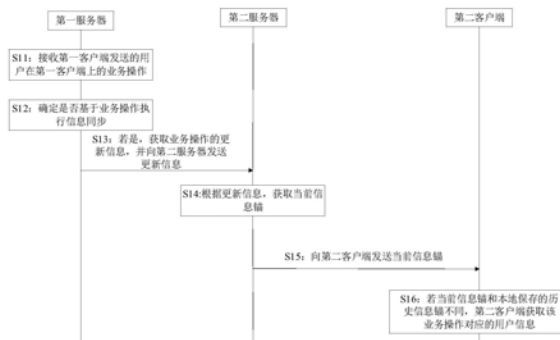 第一服务器
第二服务器
第二客户端
S11：接收第一客户端发送的用
户在第一客户端上的业务操作
S12：确定是否基于业务操作执
行信息同步
S13：若是，获取业务操作的更
新信息，并向第二服务器发送
更新信息
S14:根据更新信息，获取当前信
息锚
S15：向第二客户端发送当前信息锚
S16：若当前信息锚和本地保存的历
史信息锚不同，第二客户端获取该
业务操作对应的用户信息